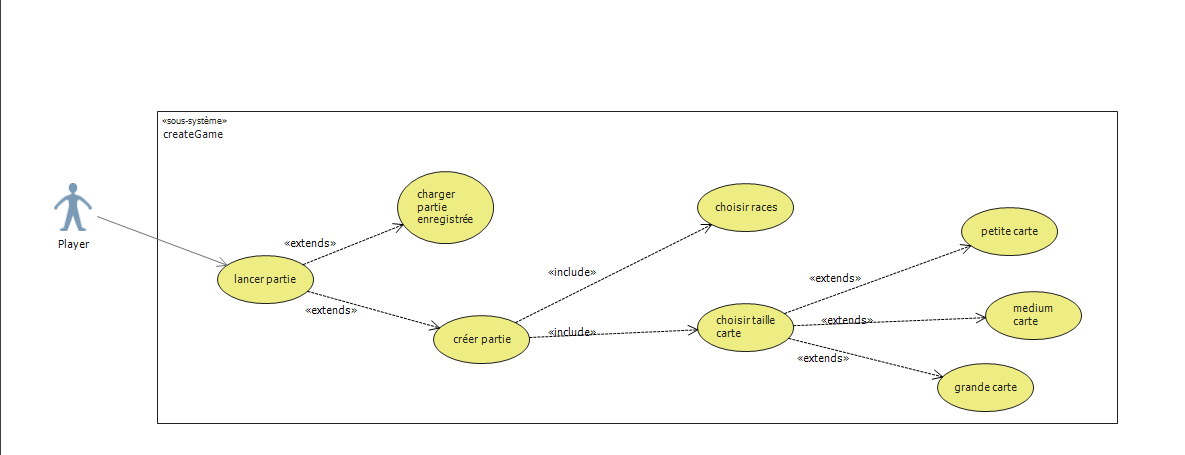 «sous-système»
createGame
Player
charger
partie
enregistrée
choisir races
petite carte
«extends»
lancer partie
«include»
«extends»
«extends»
medium
carte
choisir taille
carte
«extends»
créer partie
«include»
«extends»
grande carte